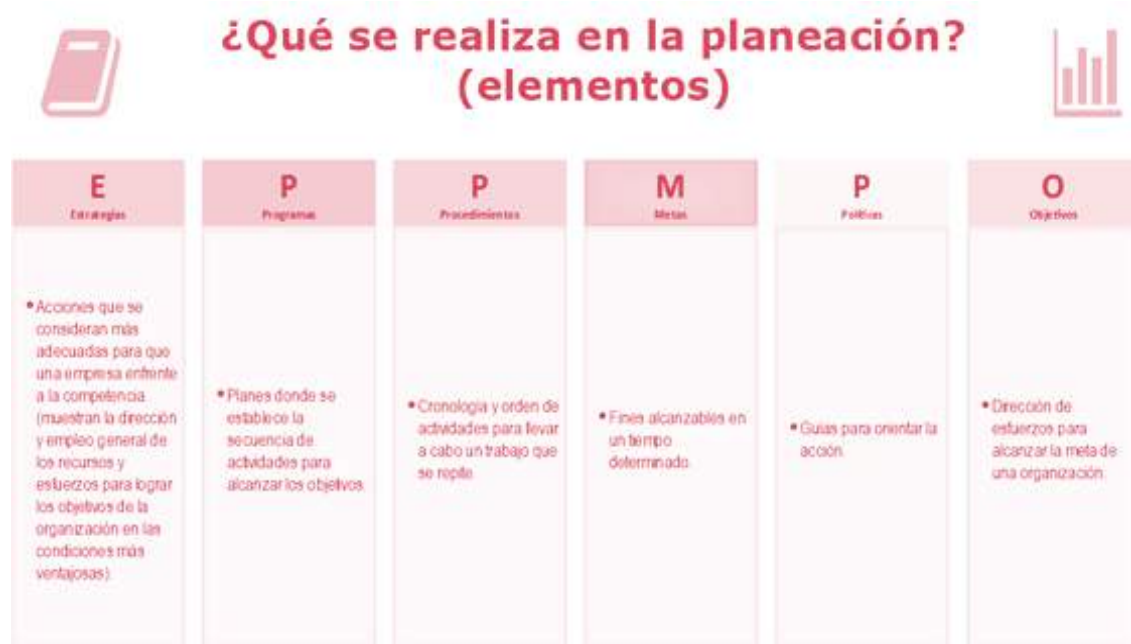 ¿Qué se realiza en la planeación?
(elementos)
E
Estrategias
• Acciones que se
consideran más
adecuadas para que
una empresa enfrente
a la competencia
(muestran la dirección
y empleo general de
los recursos y
esfuerzos para lograr
los objetivos de la
organización en las
condiciones más
ventajosas)
P
Programas
• Planes donde se
establece la
secuencia de
actividades para
alcanzar los objetivos.
P
Procedimientos
• Cronología y orden de
actividades para llevar
a cabo un trabajo que
se repite
M
Metas
• Fines alcanzables en
un tiempo
determinado
P
Políticas
• Guías para orientar la
acción.
O
Objetivos
• Dirección de
esfuerzos para
alcanzar la meta de
una organización.